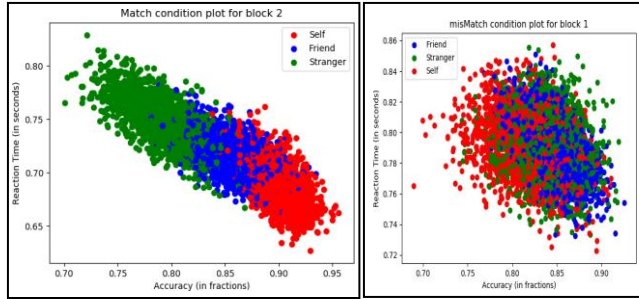 Match condition plot for block 2
Self
Friend
Stranger
0.80
0.75
0.70
0.65
Reaction Time (in seconds)
0.70 0.75 0.80 0.85 0.90 0.95
Accuracy (in fractions)
misMatch condition plot for block 1
Friend
Stranger
Self
0.86
0.84
0.82
0.80
0.78
0.76
0.74
0.72
Reaction Time (in seconds)
0.70 0.75 0.80 0.85 0.90
Accuracy (in fractions)